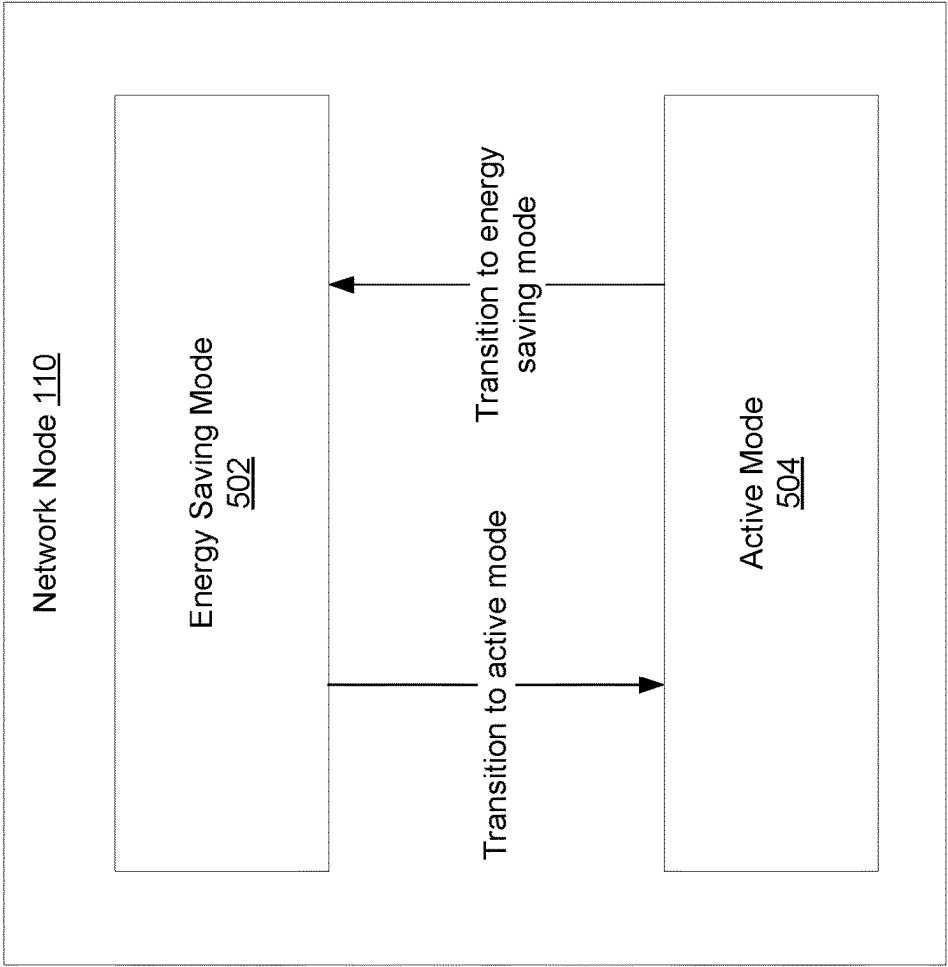 Network Node 110
Energy Saving Mode
502
Transition to active mode
Transition to energy
saving mode
Active Mode
504